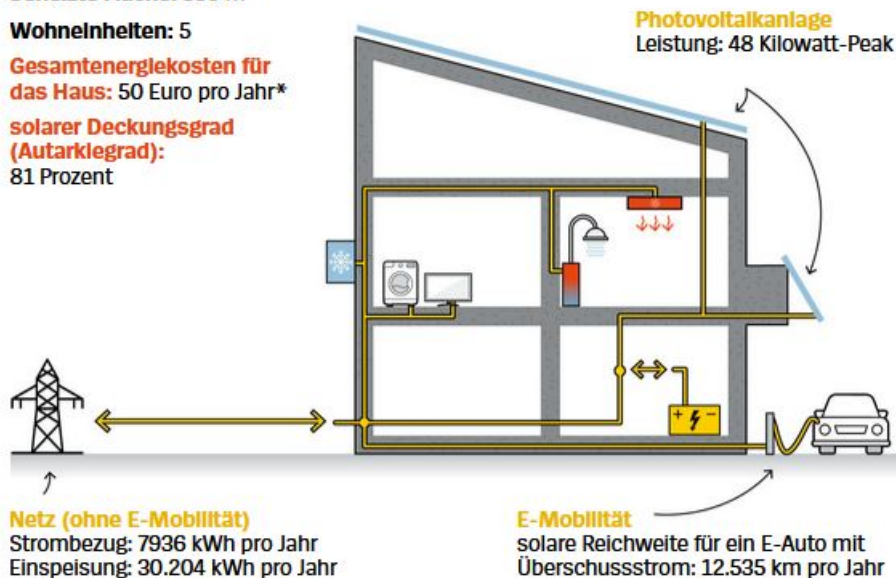 Wohneinheiten: 5
Gesamtenergiekosten für
das Haus: 50 Euro pro Jahr*
solarer Deckungsgrad
(Autarkiegrad):
81 Prozent
Photovoltaikanlage
Leistung: 48 Kilowatt-Peak
+ -
Netz (ohne E-Mobilität)
Strombezug: 7936 kWh pro Jahr
Einspeisung: 30.204 kWh pro Jahr
E-Mobilität
solare Reichweite für ein E-Auto mit
Überschussstrom: 12.535 km pro Jahr